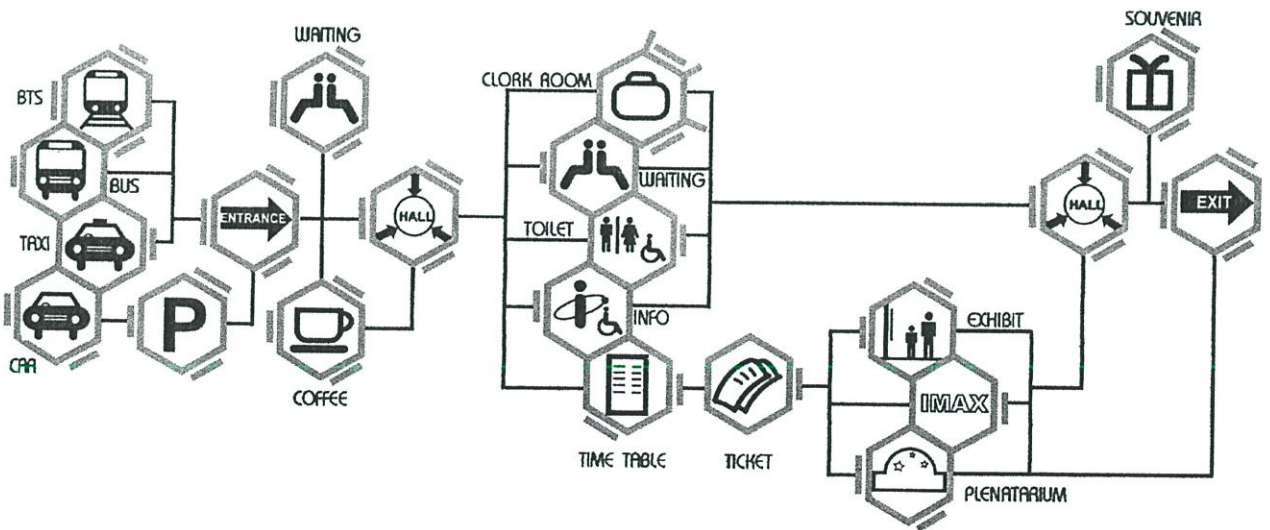 SOUVENIR
WAITING
BTS
CLORK ROOM
BUS
WAITING
ENTRANCE
HALL
HALL
EXIT
TAXI
TOILET
P
INFO
EXHIBIT
CAR
COFFEE
IMAX
TIME TABLE
TICKET
PLENATARIUM